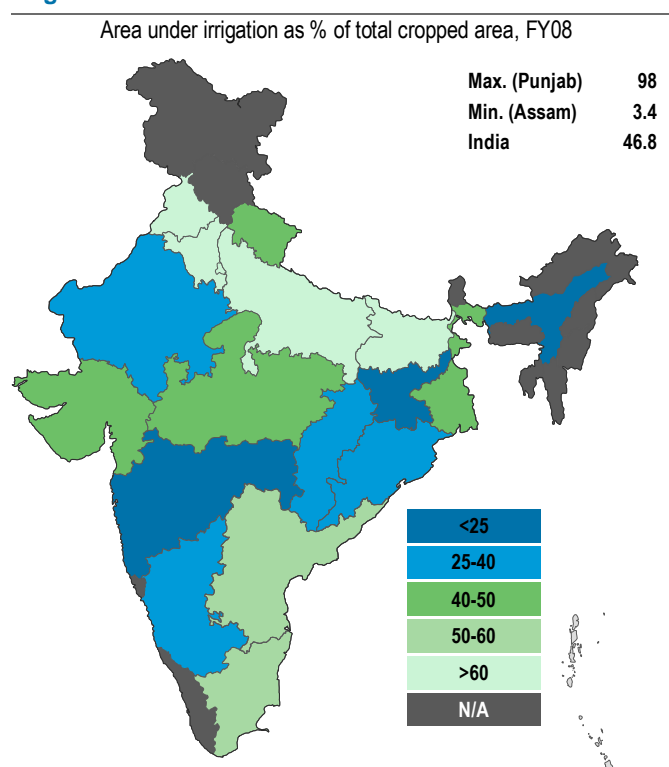 Area under irrigation as % of total cropped area, FY08
Max. (Punjab) 98
Min. (Assam) 3.4
India 46.8
<25
25-40
40-50
50-60
>60
N/A